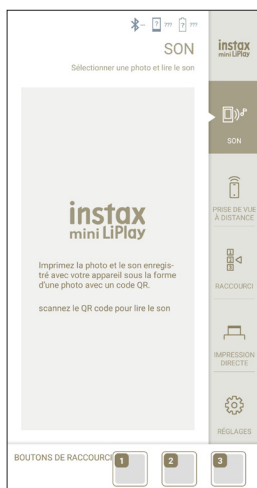 SON
Sélectionner une photo et lire le son
instax
mini LiPlay
Imprimez la photo et le son enregis-
tré avec votre appareil sous la forme
d'une photo avec un code QR.
scannez le QR code pour lire le son
instax
mini LiPlay
SON
PRISE DE VUE
À DISTANCE
1
2
3
RACCOURCI
IMPRESSION
DIRECTE
RÉGLAGES
BOUTONS DE RACCOURCI
1
2
3